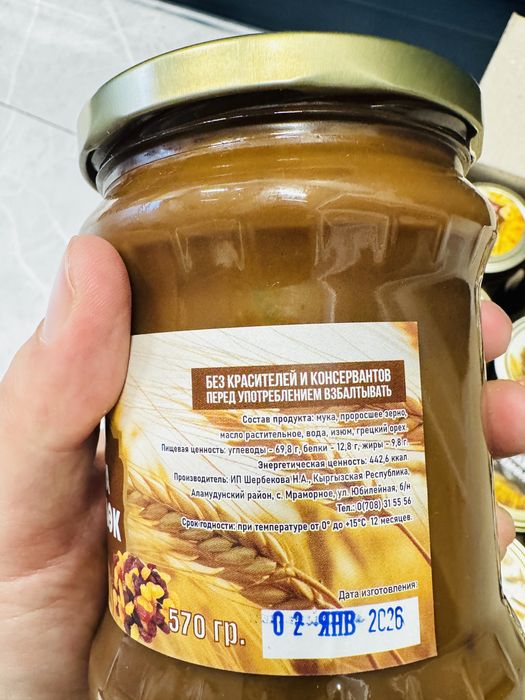 БЕЗ КРАСИТЕЛЕЙ И КОНСЕРВАНТОВ
ПЕРЕД УПОТРЕБЛЕНИЕМ ВЗБАЛТЫВАТЬ
Состав продукта: мука, проросшее зерно,
масло растительное, вода, изюм, грецкий орех.
Пищевая ценность: углеводы - 69,8 г, белки - 12,8 г, жиры - 9,8 г.
Энергетическая ценность: 442,6 ккал.
Производитель: ИП Шербекова Н.А., Кыргызская Республика,
Аламудунский район, с. Мраморное, ул. Юбилейная, б/н
Тел.: 0(708) 31 55 56
Срок годности: при температуре от 0° до +15°С 12 месяцев.
Дата изготовления:
570 гр.
02 ЯНВ 2026